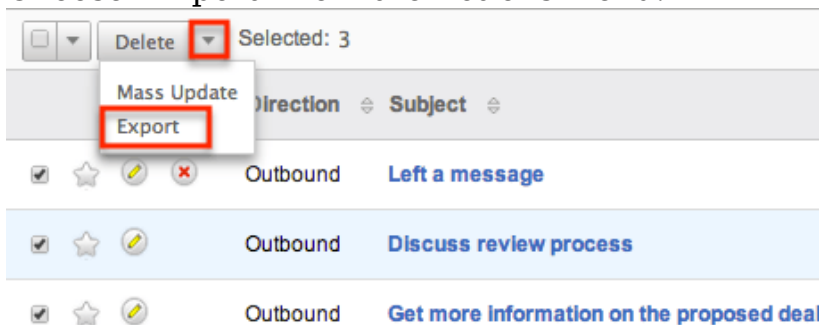 Delete Selected: 3
Mass Update
Export
Direction Subject
Outbound Left a message
Outbound Discuss review process
Outbound Get more information on the proposed deal